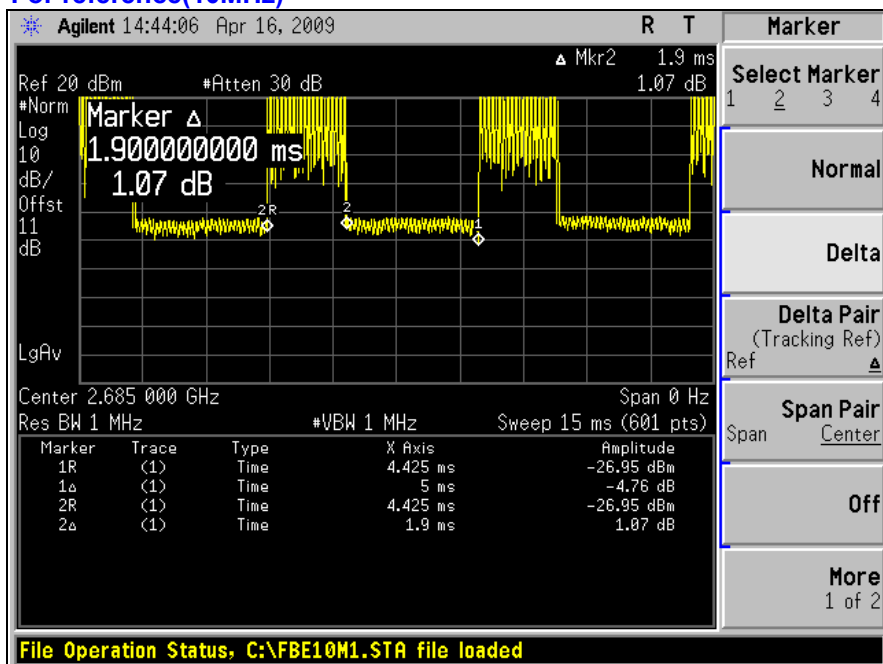 For reference(10MHz)
Agilent 14:44:06 Apr 16, 2009 R T
Δ Mkr2 1.9 ms
Ref 20 dBm #Atten 30 dB 1.07 dB
#Norm
Log
10
dB/
Offst
11
dB
LgAv
Marker Δ
1.900000000 ms
1.07 dB
2R
2
1
Center 2.685 000 GHz Span 0 Hz
Res BW 1 MHz #VBW 1 MHz Sweep 15 ms (601 pts)
Marker Trace Type X Axis Amplitude
1R (1) Time 4.425 ms -26.95 dBm
1Δ (1) Time 5 ms -4.76 dB
2R (1) Time 4.425 ms -26.95 dBm
2Δ (1) Time 1.9 ms 1.07 dB
File Operation Status, C:\FBE10M1.STA file loaded
Marker
Select Marker
1 2 3 4
Normal
Delta
Delta Pair
(Tracking Ref)
Ref Δ
Span Pair
Span Center
Off
More
1 of 2